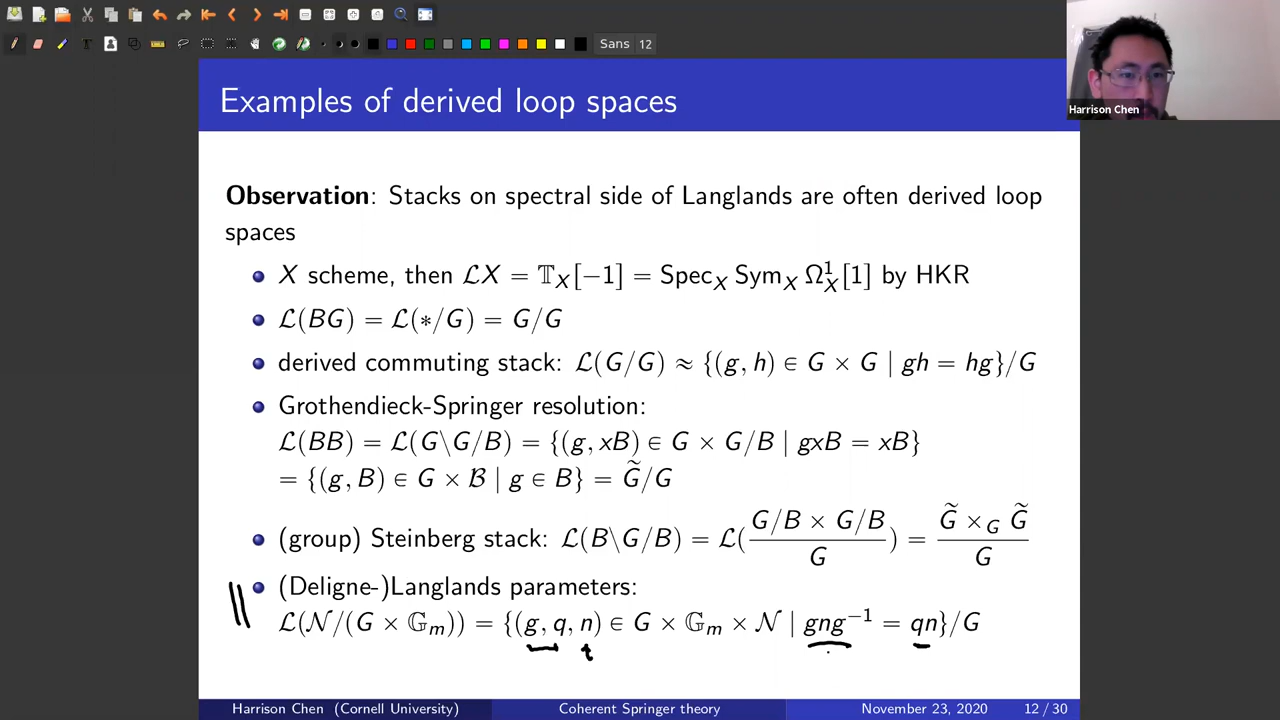 Sans 12
Harrison Chen
Examples of derived loop spaces
Observation: Stacks on spectral side of Langlands are often derived loop
spaces
• X scheme, then ℒX = 𝕋_X[−1] = Spec_X Sym_X Ω¹_X[1] by HKR
• ℒ(BG) = ℒ(∗/G) = G/G
• derived commuting stack: ℒ(G/G) ≈ {(g, h) ∈ G × G | gh = hg}/G
• Grothendieck-Springer resolution:
ℒ(BB) = ℒ(G\G/B) = {(g, xB) ∈ G × G/B | gxB = xB}
= {(g, B) ∈ G × ℬ | g ∈ B} = G̃/G
• (group) Steinberg stack: ℒ(B\G/B) = ℒ((G/B × G/B)/G) = (G̃ ×_G G̃)/G
• (Deligne-)Langlands parameters:
ℒ(𝒩/(G × 𝔾_m)) = {(g, q, n) ∈ G × 𝔾_m × 𝒩 | gng⁻¹ = qn}/G
Harrison Chen (Cornell University) Coherent Springer theory November 23, 2020 12 / 30